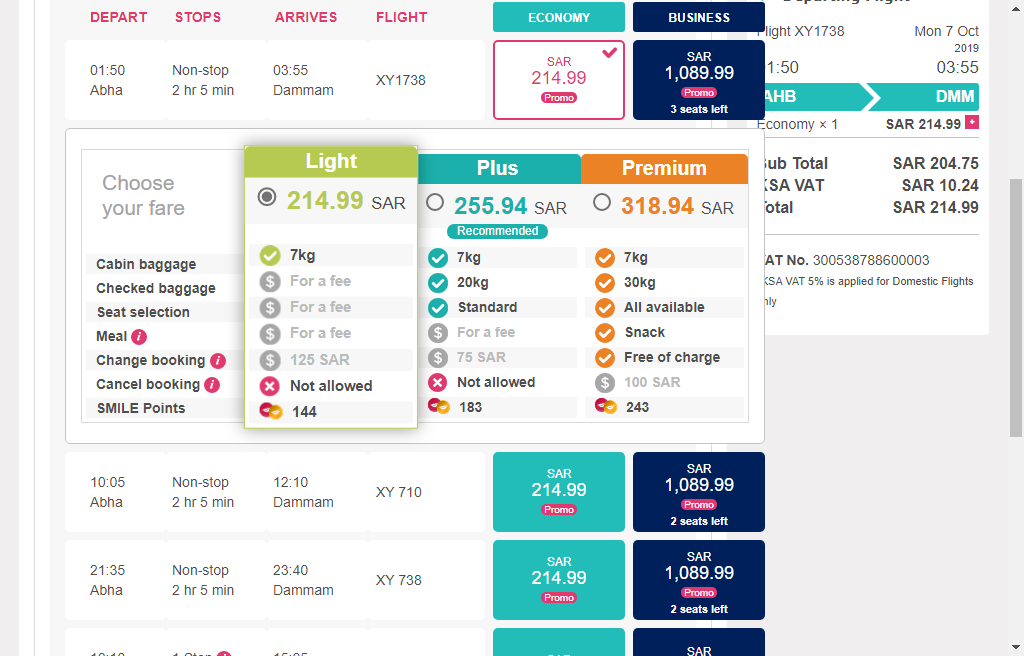 DEPART STOPS ARRIVES FLIGHT ECONOMY BUSINESS
01:50 Non-stop 03:55 XY1738
Abha 2 hr 5 min Dammam
SAR
214.99
Promo
SAR
1,089.99
Promo
3 seats left
Choose
your fare
Cabin baggage
Checked baggage
Seat selection
Meal i
Change booking i
Cancel booking i
SMILE Points
Light
214.99 SAR
7kg
$ For a fee
$ For a fee
$ For a fee
$ 125 SAR
Not allowed
144
Plus
255.94 SAR
Recommended
7kg
20kg
Standard
$ For a fee
$ 75 SAR
Not allowed
183
Premium
318.94 SAR
7kg
30kg
All available
Snack
Free of charge
$ 100 SAR
243
10:05 Non-stop 12:10 XY 710
Abha 2 hr 5 min Dammam
SAR
214.99
Promo
SAR
1,089.99
Promo
2 seats left
21:35 Non-stop 23:40 XY 738
Abha 2 hr 5 min Dammam
SAR
214.99
Promo
SAR
1,089.99
Promo
2 seats left
1 Stop
SAR
SAR
XY1738 Mon 7 Oct
2019
1:50 03:55
AHB DMM
Economy × 1 SAR 214.99 +
Total SAR 204.75
VAT SAR 10.24
SAR 214.99
No. 300538788600003
KSA VAT 5% is applied for Domestic Flights